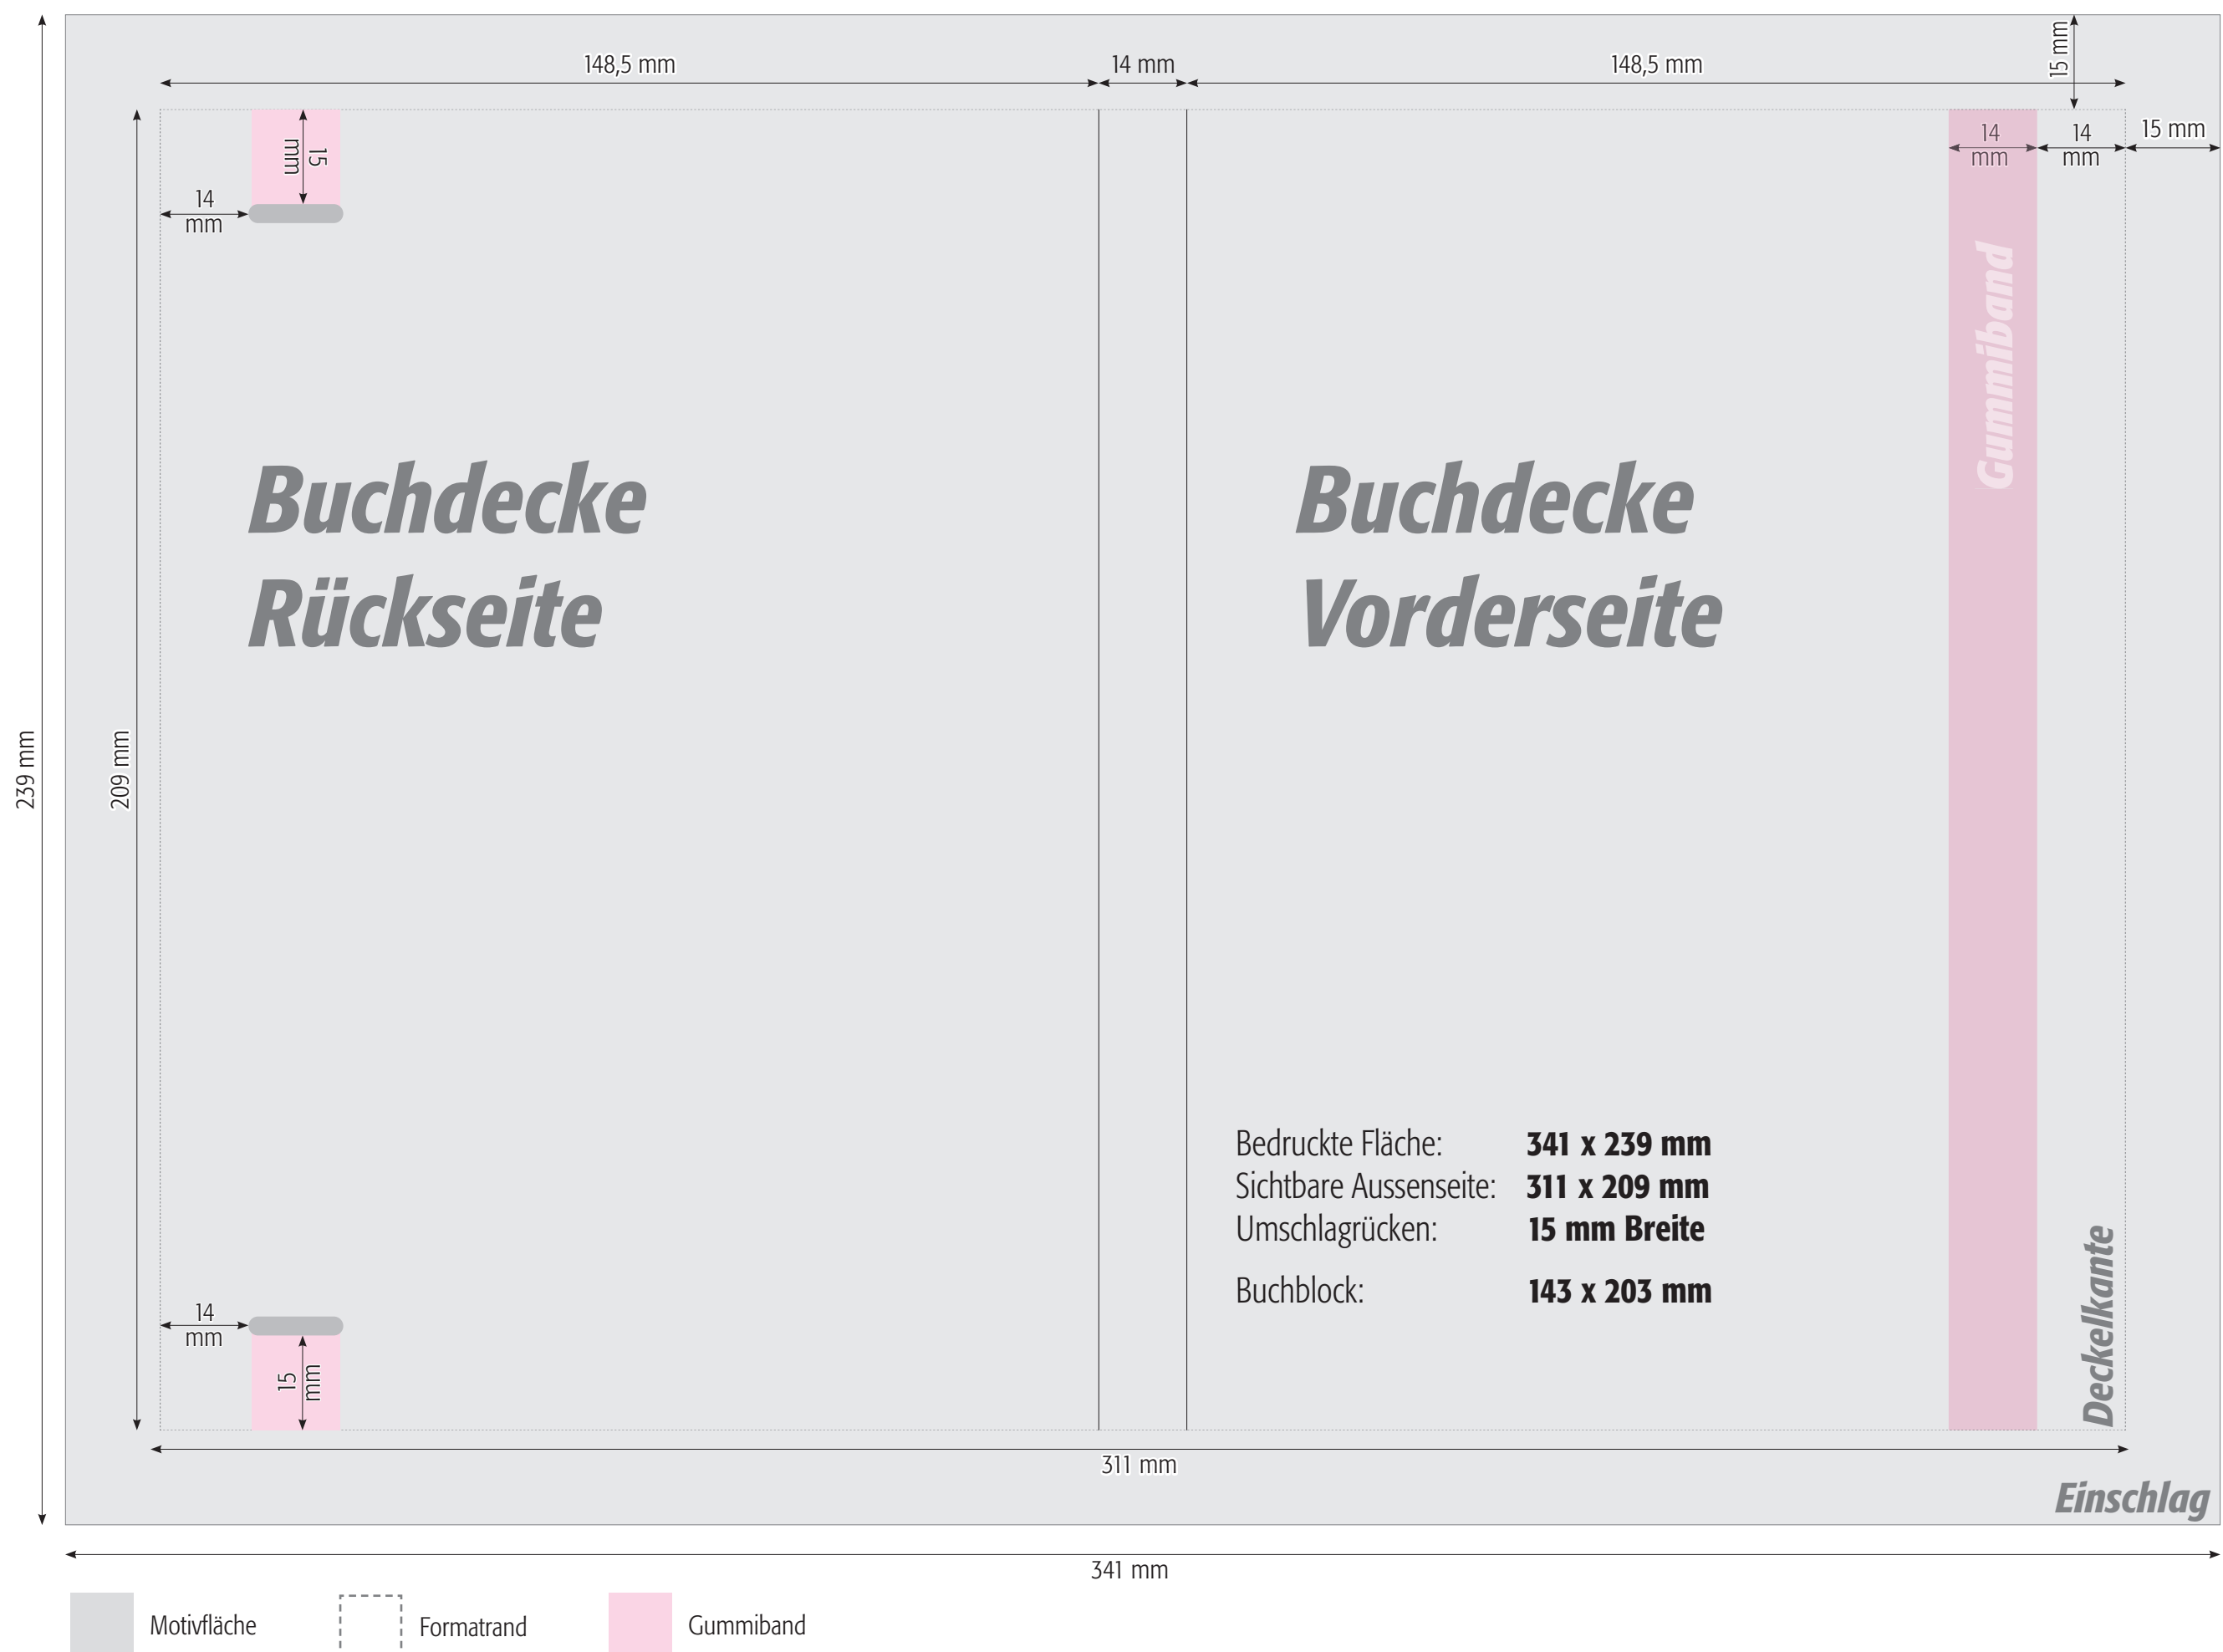 148,5 mm
14 mm
148,5 mm
15 mm
15
mm
14
mm
14
mm
14
mm
15 mm
Gummiband
Buchdecke
Rückseite
Buchdecke
Vorderseite
239 mm
209 mm
Bedruckte Fläche: 341 x 239 mm
Sichtbare Aussenseite: 311 x 209 mm
Umschlagrücken: 15 mm Breite
Buchblock: 143 x 203 mm
14
mm
15
mm
Deckelkante
311 mm
Einschlag
341 mm
Motivfläche
Formatrand
Gummiband